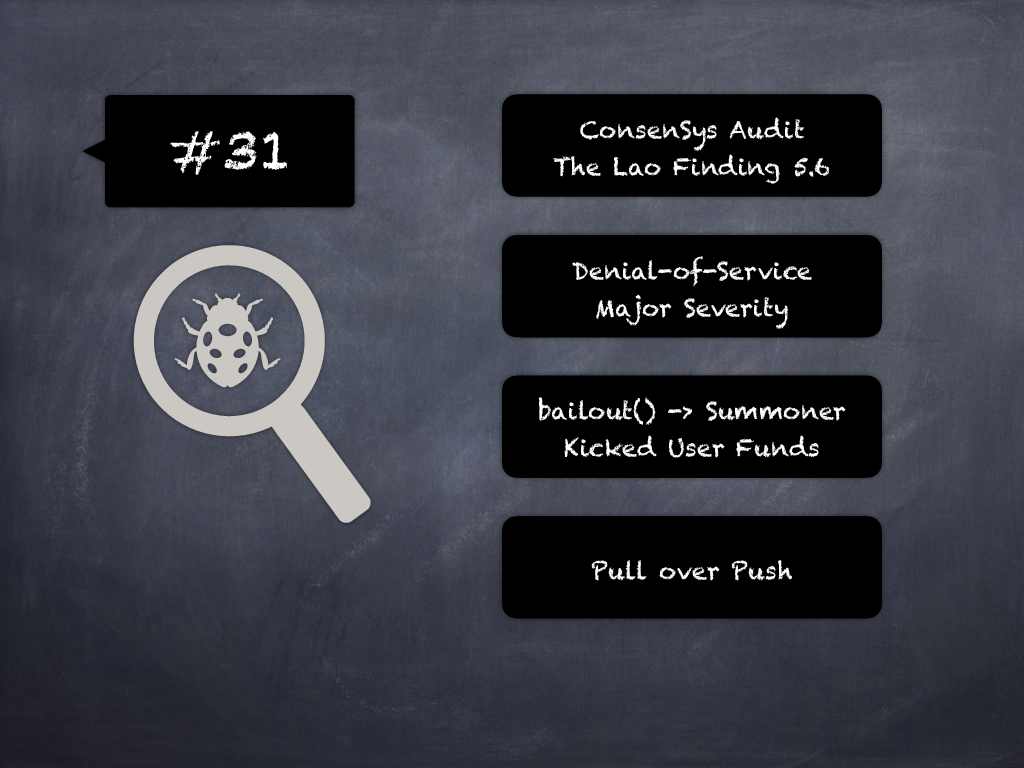 #31
ConsenSys Audit
The Lao Finding 5.6
Denial-of-Service
Major Severity
bailout() -> Summoner
Kicked User Funds
Pull over Push